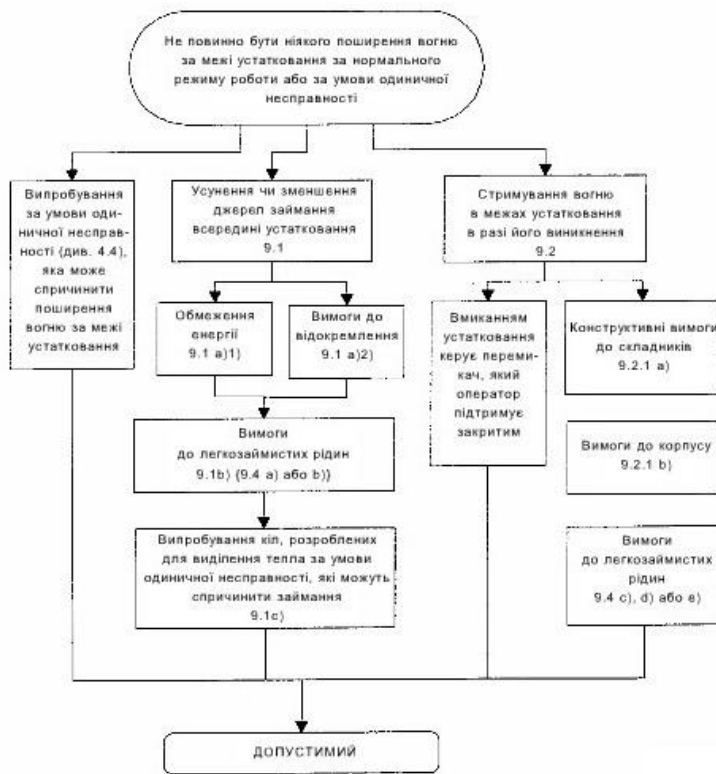 Не повинно бути ніякого поширення вогню
за межі устатковання за нормального
режиму роботи або за умови одиничної
несправності
Випробування
за умови оди-
ничної несправ-
ності (див. 4.4),
яка може
спричинити
поширення
вогню за межі
устатковання
Усунення чи зменшення
джерел займання
всередині устатковання
9.1
Стримування вогню
в межах устатковання
в разі його виникнення
9.2
Обмеження
енергії
9.1 а)1)
Вимоги до
відокремлення
9.1 а)2)
Вмиканням
устатковання
керує переми-
кач, який
оператор
підтримує
закритим
Конструктивні вимоги
до складників
9.2.1 а)
Вимоги
до легкозаймистих рідин
9.1b) (9.4 а) або b))
Вимоги до корпусу
9.2.1 b)
Випробування кіл, розроблених
для виділення тепла за умови
одиничної несправності, які можуть
спричинити займання
9.1с)
Вимоги
до легкозаймистих
рідин
9.4 с), d) або е)
ДОПУСТИМИЙ